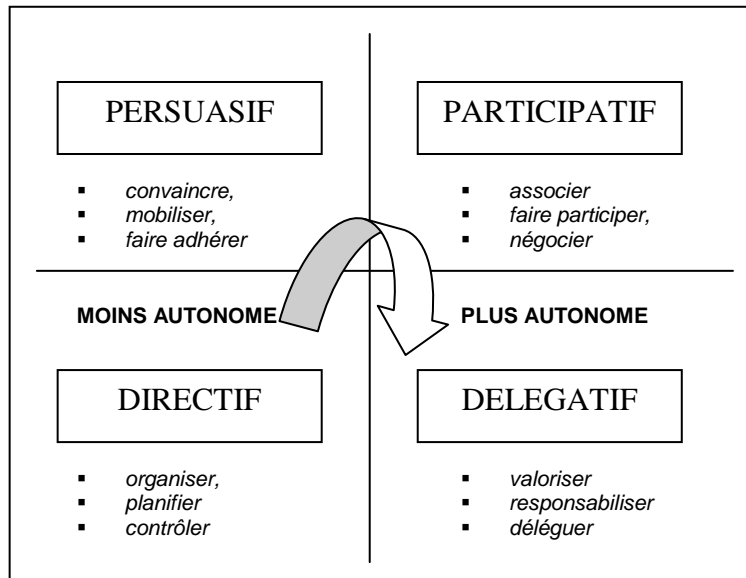 PERSUASIF
▪ convaincre,
▪ mobiliser,
▪ faire adhérer
PARTICIPATIF
▪ associer
▪ faire participer,
▪ négocier
MOINS AUTONOME
PLUS AUTONOME
DIRECTIF
▪ organiser,
▪ planifier
▪ contrôler
DELEGATIF
▪ valoriser
▪ responsabiliser
▪ déléguer